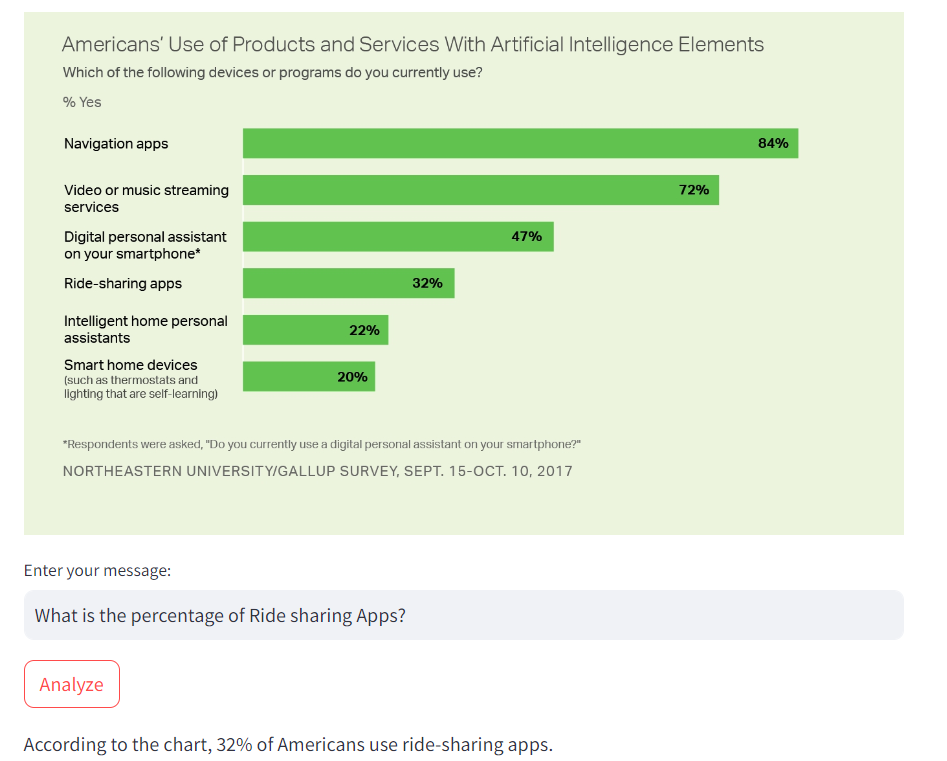 Americans' Use of Products and Services With Artificial Intelligence Elements
Which of the following devices or programs do you currently use?
% Yes
Navigation apps
84%
Video or music streaming
services
72%
Digital personal assistant
on your smartphone*
47%
Ride-sharing apps
32%
Intelligent home personal
assistants
22%
Smart home devices
(such as thermostats and
lighting that are self-learning)
20%
*Respondents were asked, "Do you currently use a digital personal assistant on your smartphone?"
NORTHEASTERN UNIVERSITY/GALLUP SURVEY, SEPT. 15-OCT. 10, 2017
Enter your message:
What is the percentage of Ride sharing Apps?
Analyze
According to the chart, 32% of Americans use ride-sharing apps.